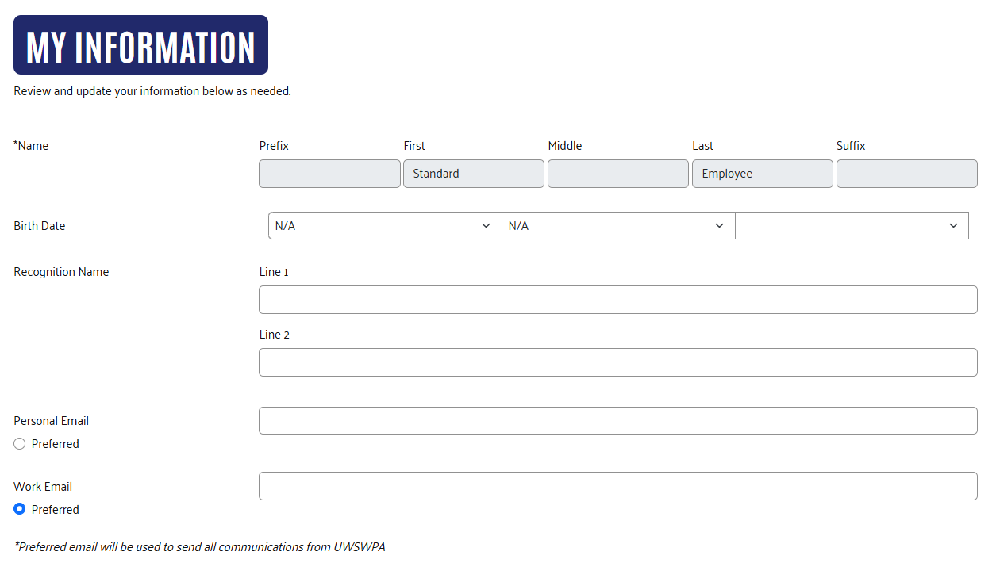 MY INFORMATION
Review and update your information below as needed.
*Name Prefix First Middle Last Suffix
Standard Employee
Birth Date N/A N/A
Recognition Name Line 1
Line 2
Personal Email
Preferred
Work Email
Preferred
*Preferred email will be used to send all communications from UWSWPA